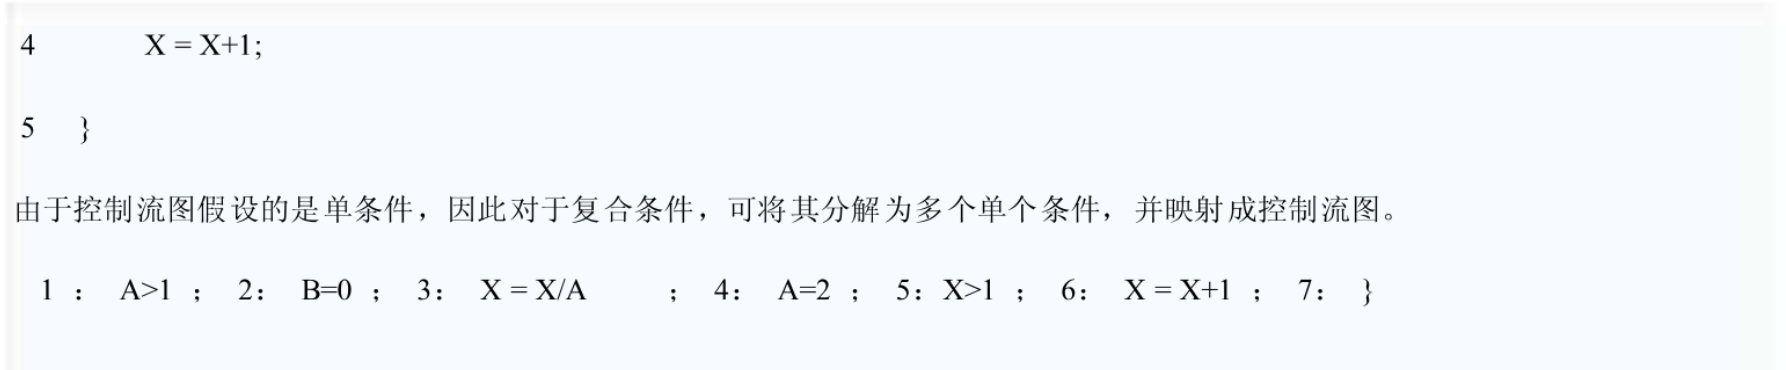 4 X = X+1;
5 }
由于控制流图假设的是单条件，因此对于复合条件，可将其分解为多个单个条件，并映射成控制流图。
1 ： A>1 ； 2： B=0 ； 3： X = X/A ； 4： A=2 ； 5：X>1 ； 6： X = X+1 ； 7： }